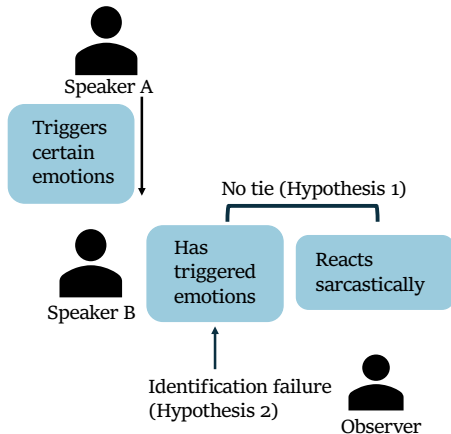 Speaker A
Triggers
certain
emotions
No tie (Hypothesis 1)
Has
triggered
emotions
Reacts
sarcastically
Speaker B
Identification failure
(Hypothesis 2)
Observer